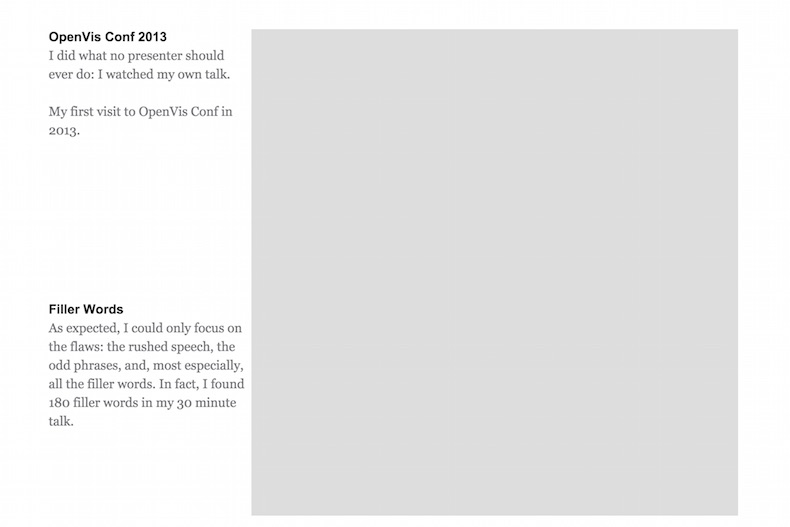 OpenVis Conf 2013
I did what no presenter should
ever do: I watched my own talk.
My first visit to OpenVis Conf in
2013.
Filler Words
As expected, I could only focus on
the flaws: the rushed speech, the
odd phrases, and, most especially,
all the filler words. In fact, I found
180 filler words in my 30 minute
talk.